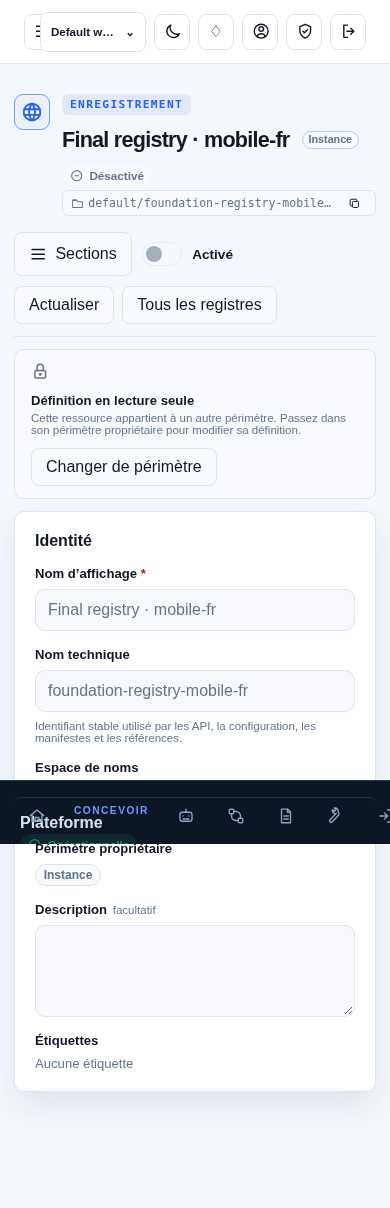 Default w…
ENREGISTREMENT
Final registry · mobile-fr
Instance
Désactivé
default/foundation-registry-mobile…
Sections
Activé
Actualiser
Tous les registres
Définition en lecture seule
Cette ressource appartient à un autre périmètre. Passez dans
son périmètre propriétaire pour modifier sa définition.
Changer de périmètre
Identité
Nom d’affichage *
Final registry · mobile-fr
Nom technique
foundation-registry-mobile-fr
Identifiant stable utilisé par les API, la configuration, les
manifestes et les références.
Espace de noms
CONCEVOIR
Plateforme
Périmètre propriétaire
Instance
Description facultatif
Étiquettes
Aucune étiquette